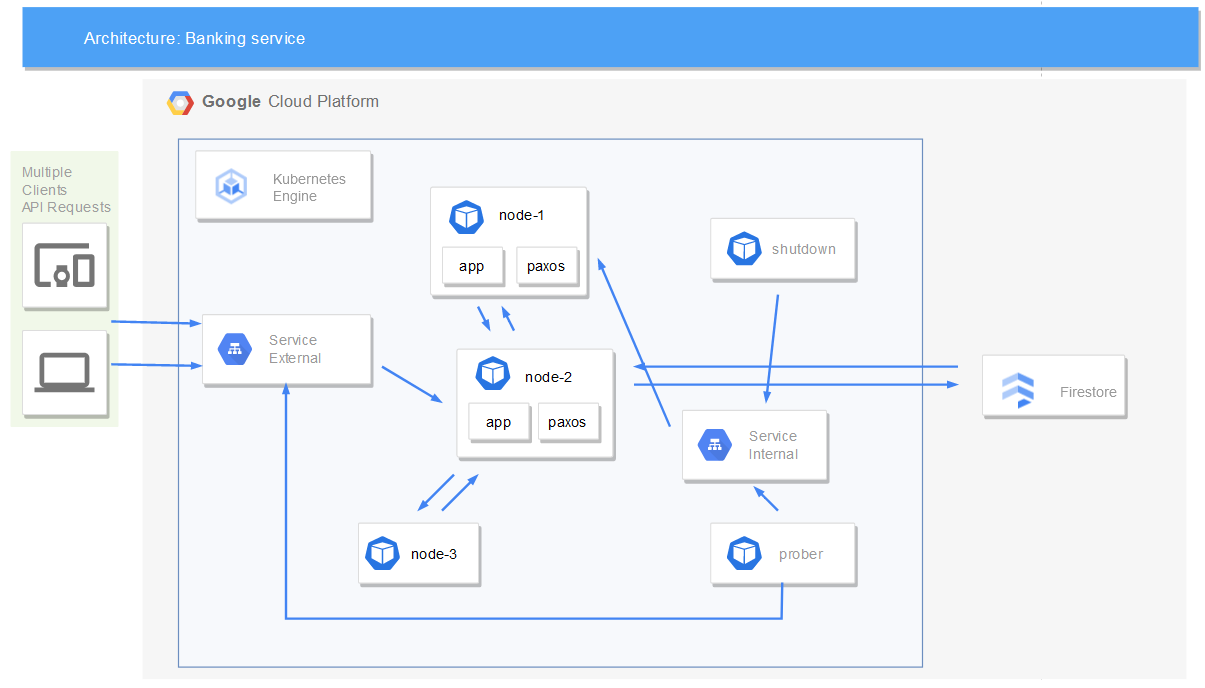 Architecture: Banking service
Google Cloud Platform
Multiple
Clients
API Requests
Kubernetes
Engine
node-1
app
paxos
shutdown
Service
External
node-2
app
paxos
Firestore
Service
Internal
node-3
prober